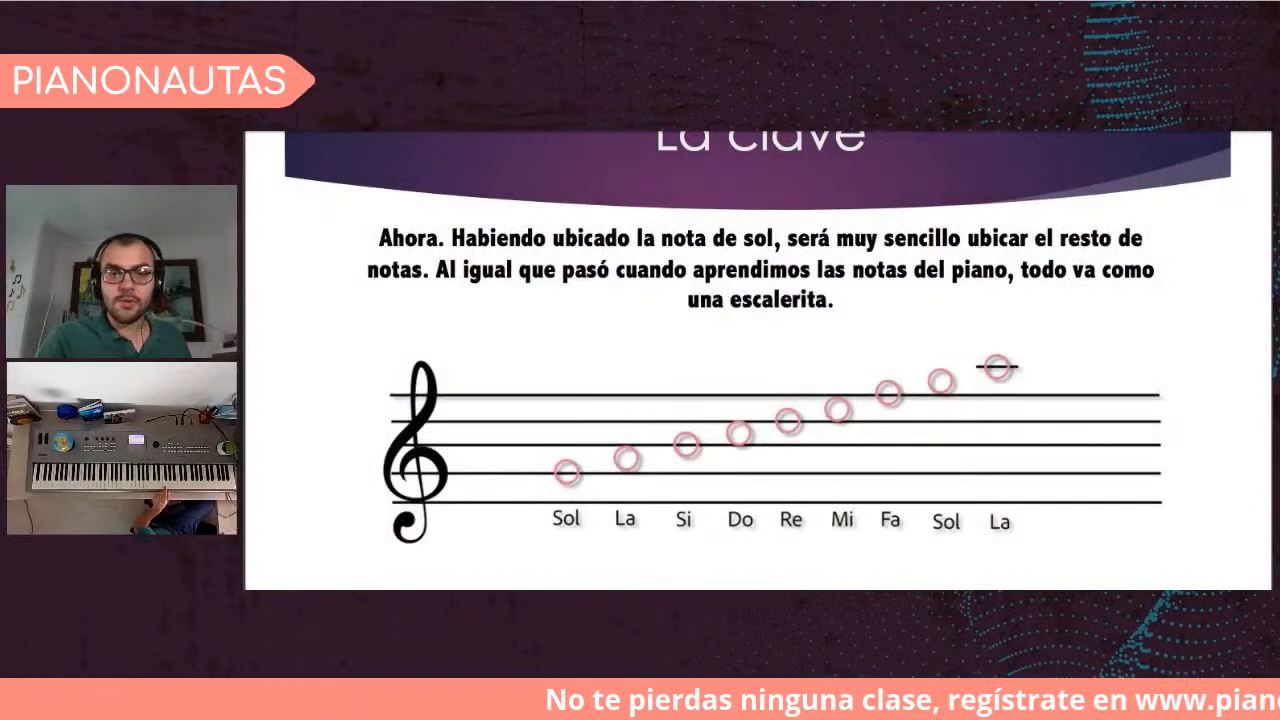 PIANONAUTAS
La clave
Ahora. Habiendo ubicado la nota de sol, será muy sencillo ubicar el resto de
notas. Al igual que pasó cuando aprendimos las notas del piano, todo va como
una escalerita.
Sol La Si Do Re Mi Fa Sol La
No te pierdas ninguna clase, regístrate en www.pian